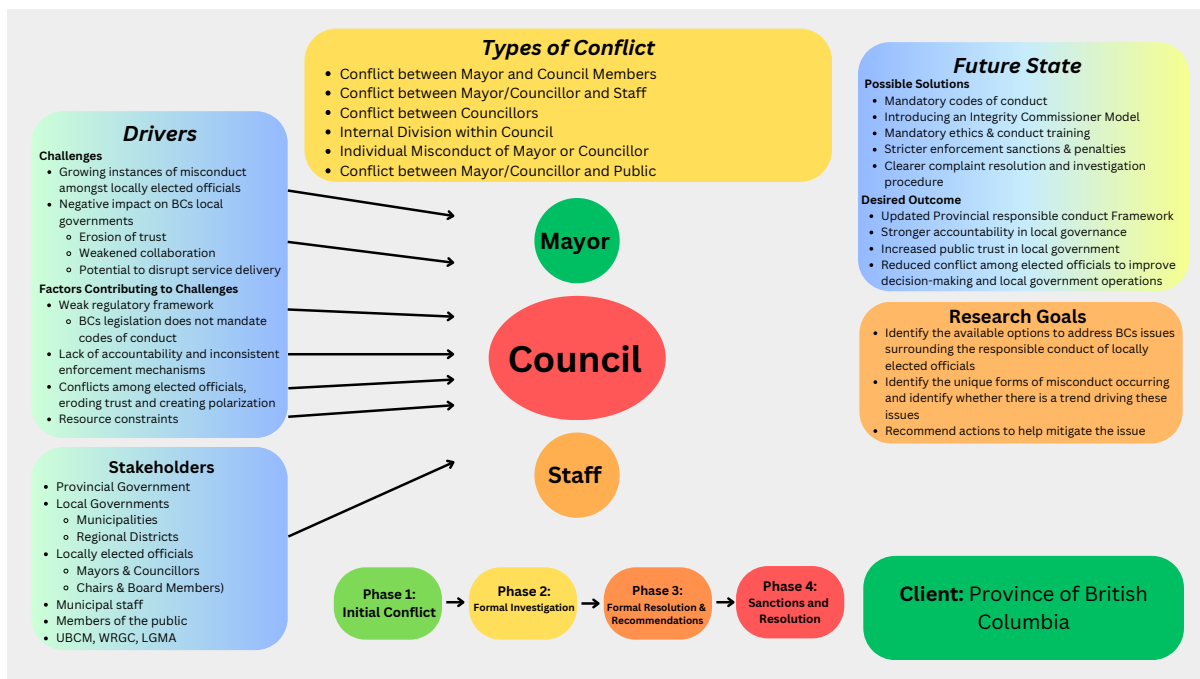 Types of Conflict
• Conflict between Mayor and Council Members
• Conflict between Mayor/Councillor and Staff
• Conflict between Councillors
• Internal Division within Council
• Individual Misconduct of Mayor or Councillor
• Conflict between Mayor/Councillor and Public
Drivers
Challenges
• Growing instances of misconduct
amongst locally elected officials
• Negative impact on BCs local
governments
◦ Erosion of trust
◦ Weakened collaboration
◦ Potential to disrupt service delivery
Factors Contributing to Challenges
• Weak regulatory framework
◦ BCs legislation does not mandate
codes of conduct
• Lack of accountability and inconsistent
enforcement mechanisms
• Conflicts among elected officials,
eroding trust and creating polarization
• Resource constraints
Stakeholders
• Provincial Government
• Local Governments
◦ Municipalities
◦ Regional Districts
• Locally elected officials
◦ Mayors & Councillors
◦ Chairs & Board Members)
• Municipal staff
• Members of the public
• UBCM, WRGC, LGMA
Mayor
Council
Staff
Phase 1:
Initial Conflict
Phase 2:
Formal Investigation
Phase 3:
Formal Resolution &
Recommendations
Phase 4:
Sanctions and
Resolution
Future State
Possible Solutions
• Mandatory codes of conduct
• Introducing an Integrity Commissioner Model
• Mandatory ethics & conduct training
• Stricter enforcement sanctions & penalties
• Clearer complaint resolution and investigation
procedure
Desired Outcome
• Updated Provincial responsible conduct Framework
• Stronger accountability in local governance
• Increased public trust in local government
• Reduced conflict among elected officials to improve
decision-making and local government operations
Research Goals
• Identify the available options to address BCs issues
surrounding the responsible conduct of locally
elected officials
• Identify the unique forms of misconduct occurring
and identify whether there is a trend driving these
issues
• Recommend actions to help mitigate the issue
Client: Province of British
Columbia